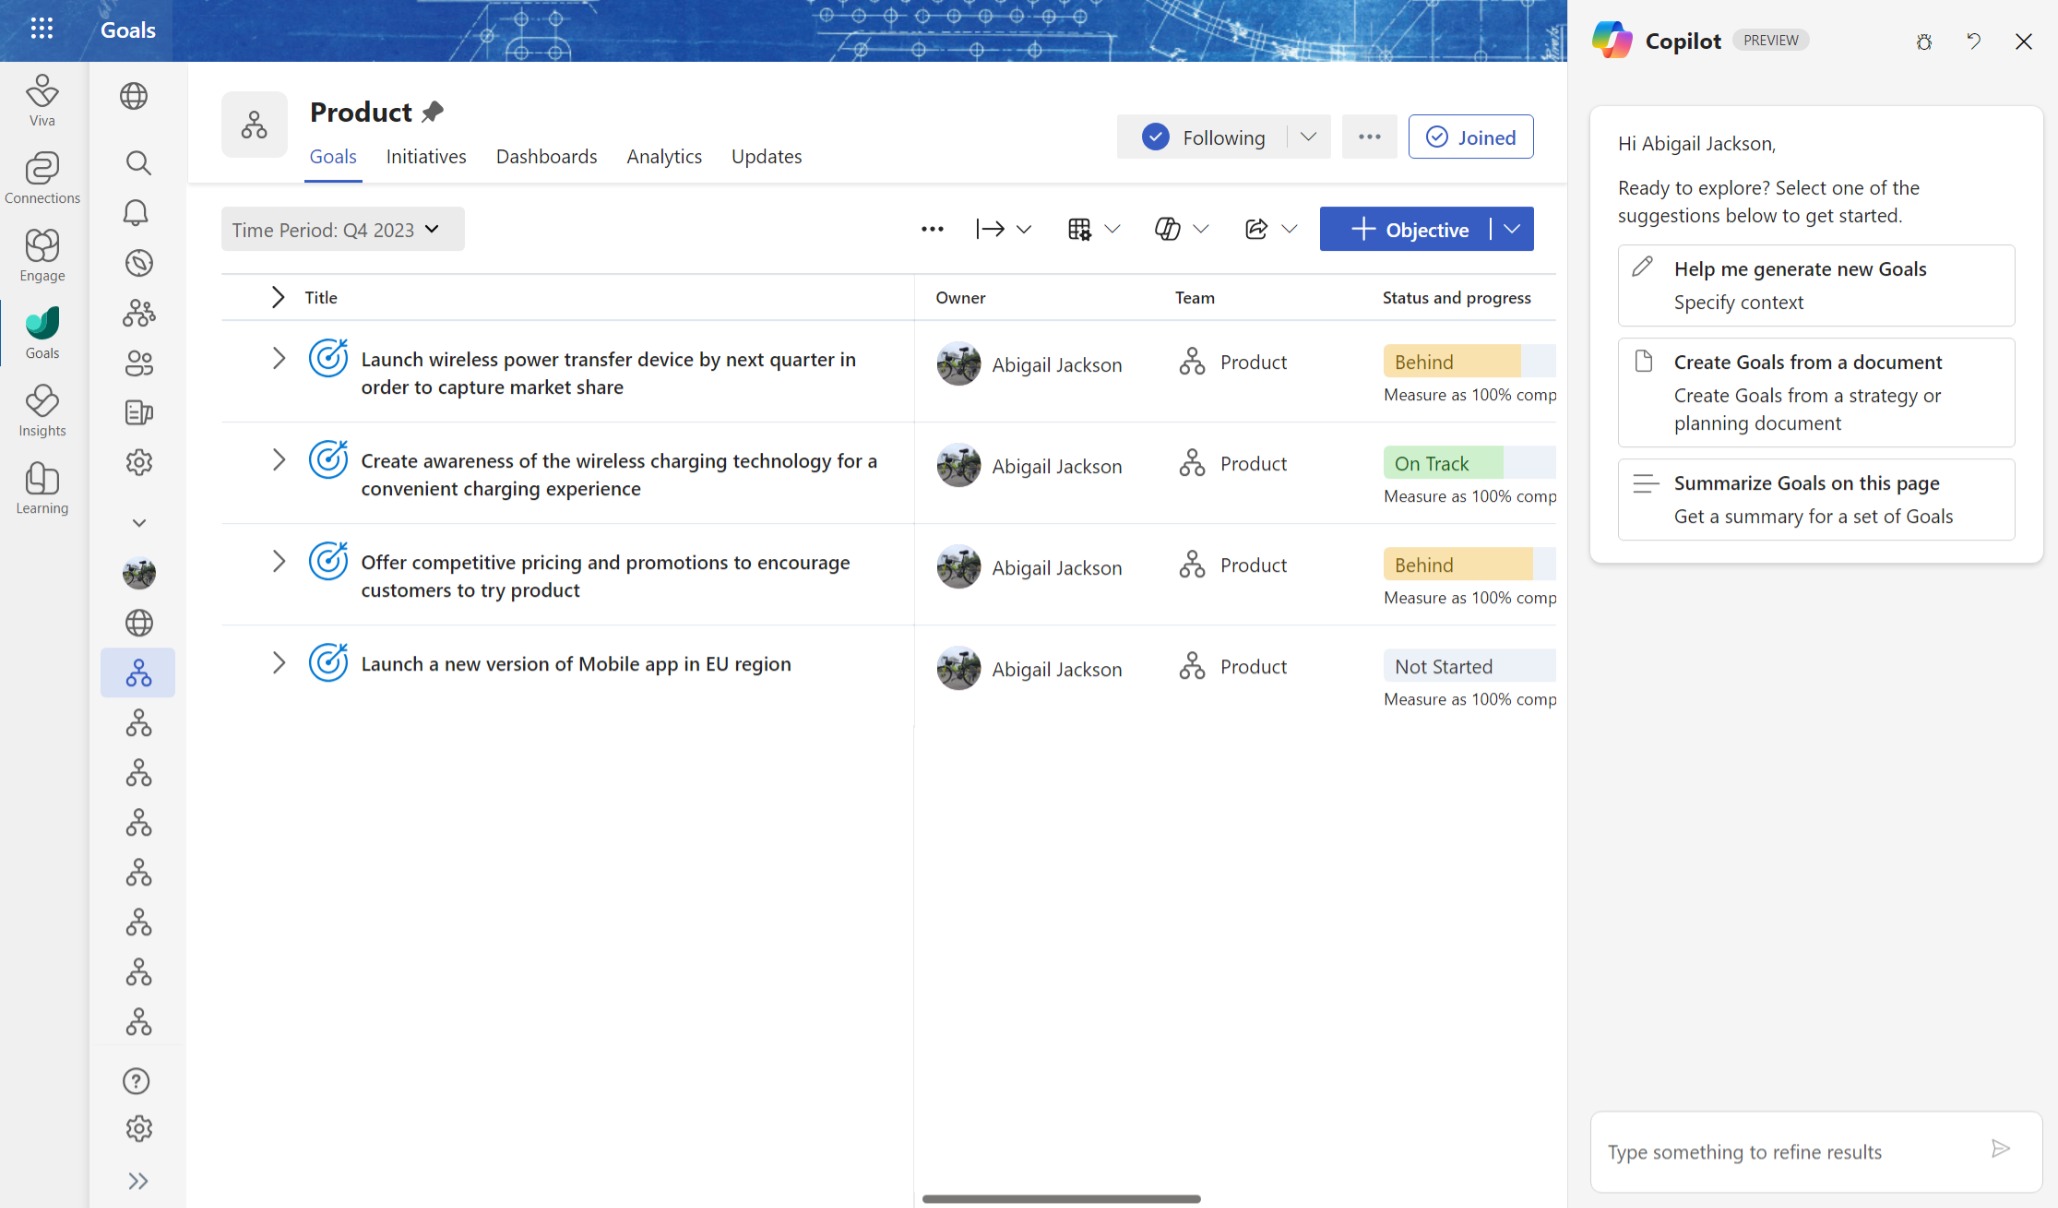 Goals
Viva
Connections
Engage
Goals
Insights
Learning
Product
Goals Initiatives Dashboards Analytics Updates
Following
Joined
Time Period: Q4 2023
Objective
Title Owner Team Status and progress
Launch wireless power transfer device by next quarter in
order to capture market share
Abigail Jackson Product Behind
Measure as 100% comp
Create awareness of the wireless charging technology for a
convenient charging experience
Abigail Jackson Product On Track
Measure as 100% comp
Offer competitive pricing and promotions to encourage
customers to try product
Abigail Jackson Product Behind
Measure as 100% comp
Launch a new version of Mobile app in EU region
Abigail Jackson Product Not Started
Measure as 100% comp
Copilot PREVIEW
Hi Abigail Jackson,
Ready to explore? Select one of the
suggestions below to get started.
Help me generate new Goals
Specify context
Create Goals from a document
Create Goals from a strategy or
planning document
Summarize Goals on this page
Get a summary for a set of Goals
Type something to refine results